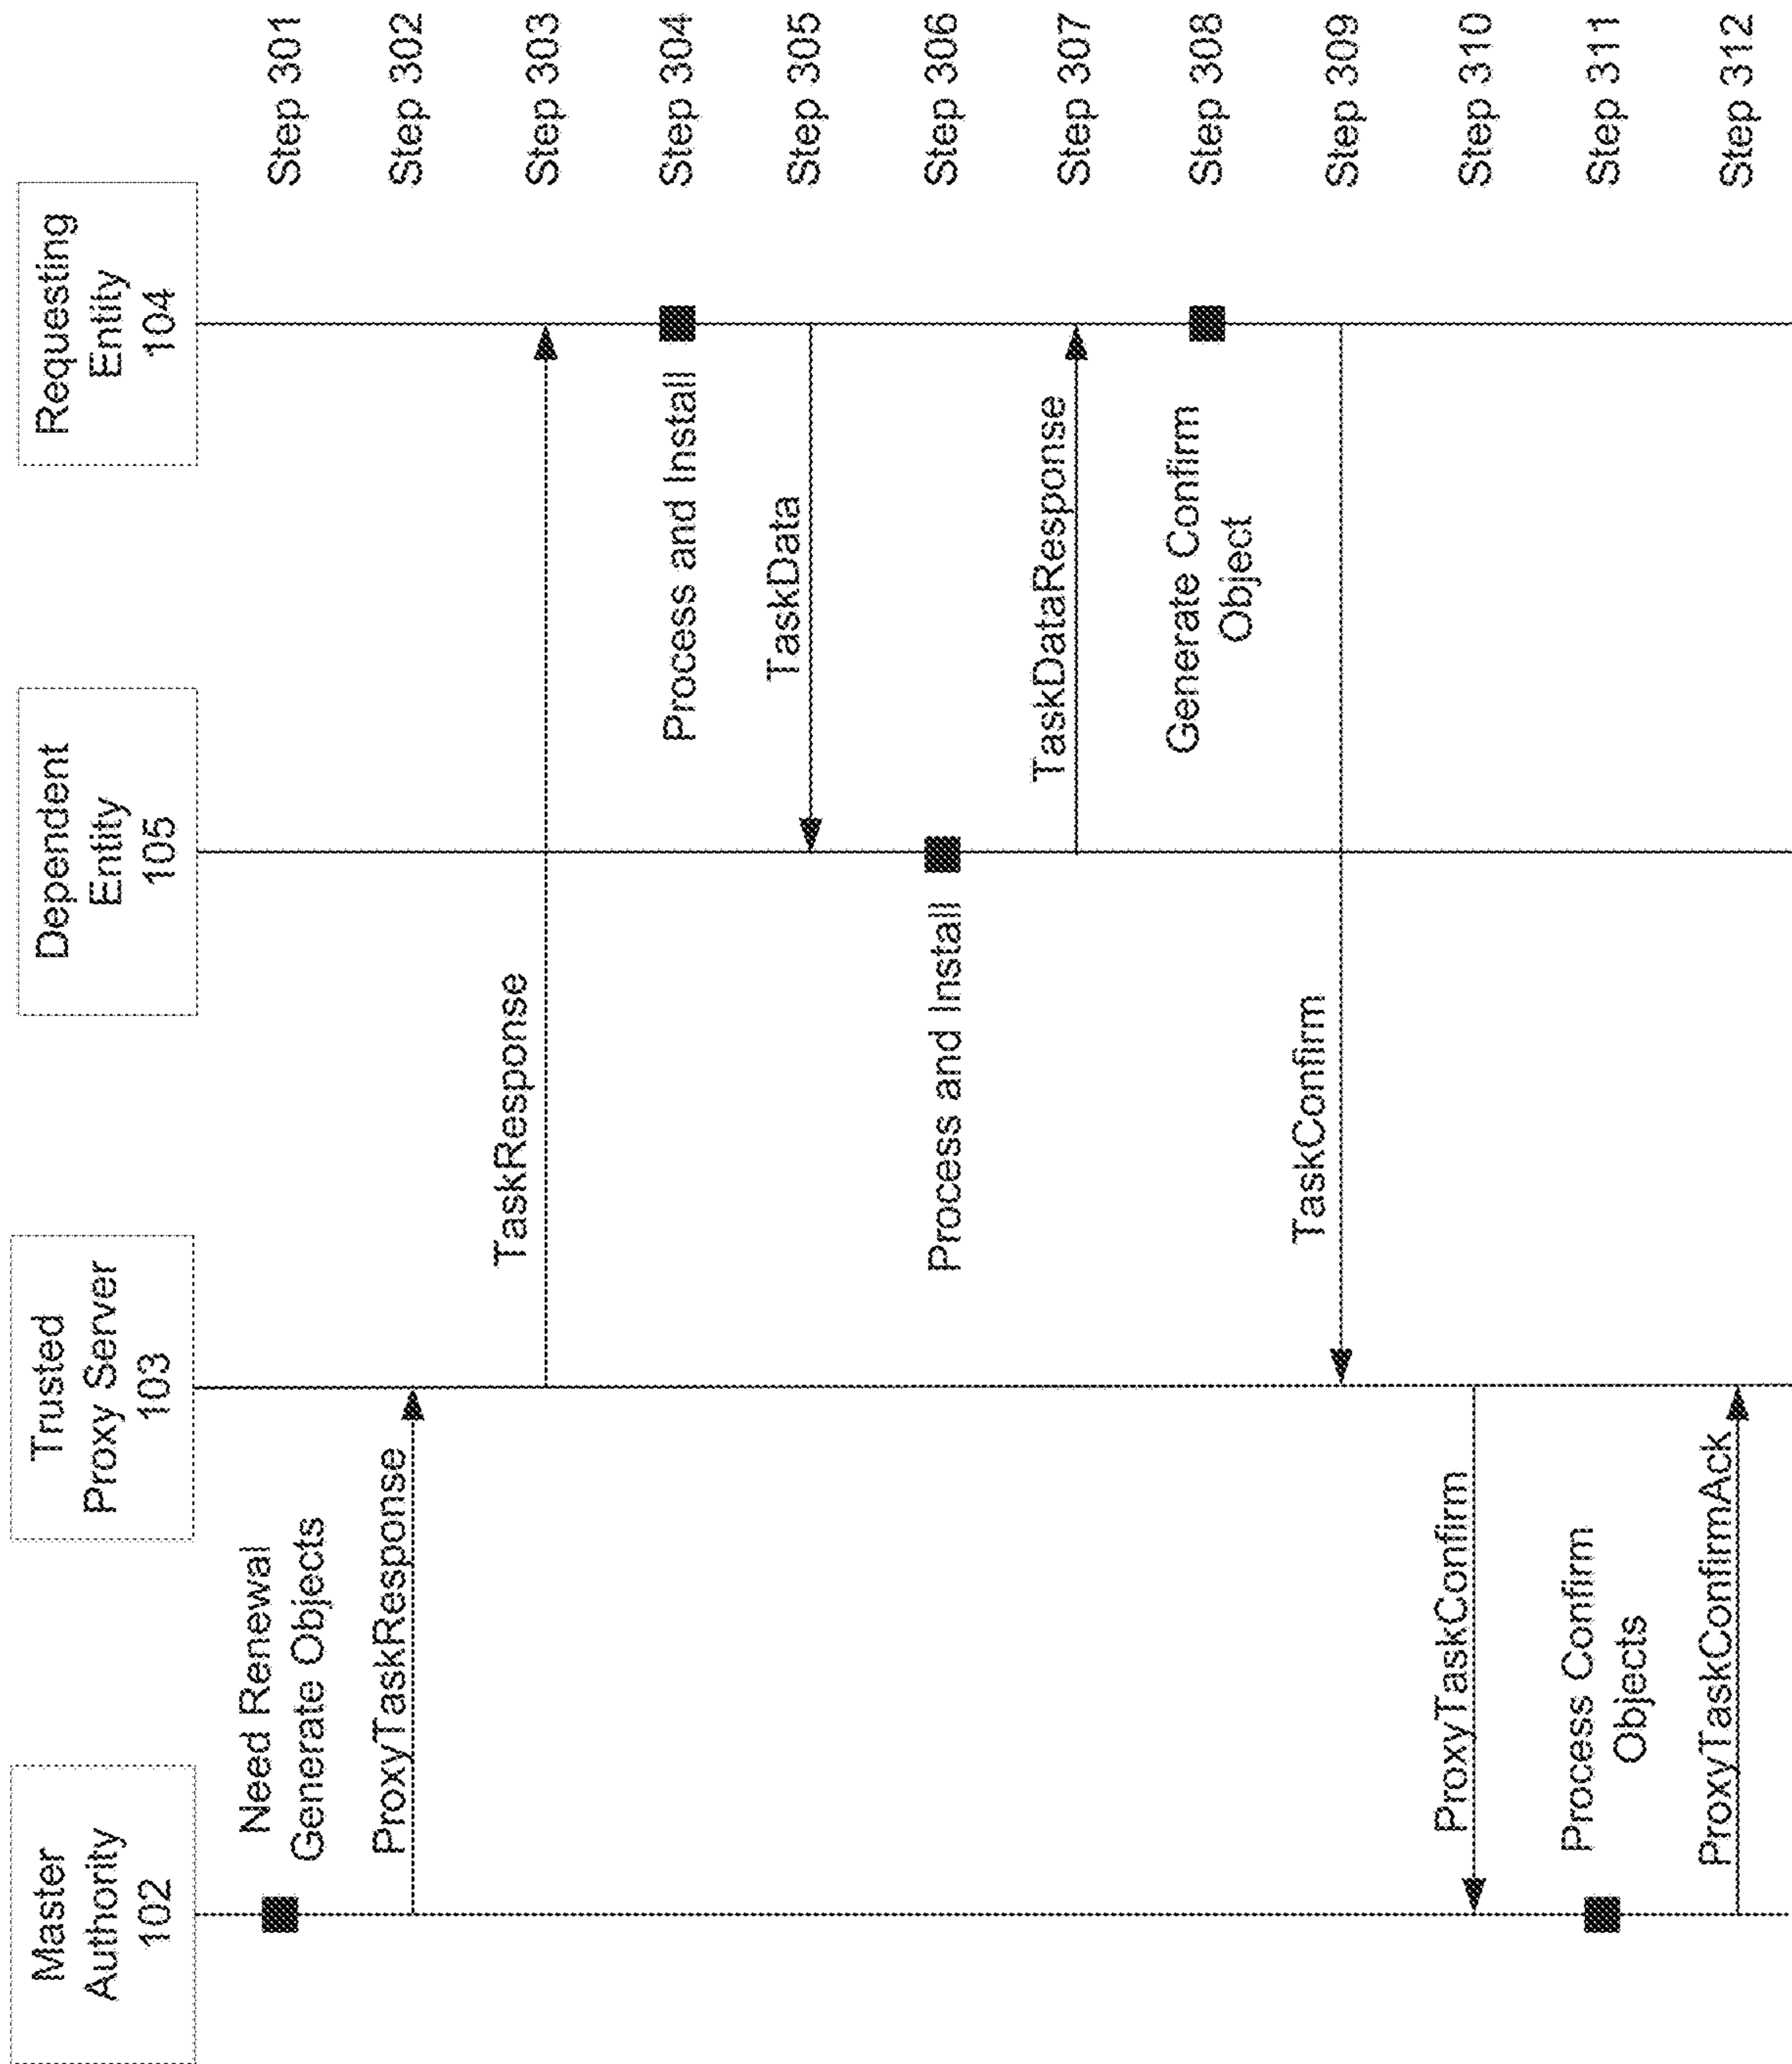 Master
Authority
102
Trusted
Proxy Server
103
Dependent
Entity
105
Requesting
Entity
104
Need Renewal
Generate Objects
Step 301
ProxyTaskResponse
Step 302
TaskResponse
Step 303
Process and Install
Step 304
TaskData
Step 305
Process and Install
Step 306
TaskDataResponse
Step 307
Generate Confirm
Object
Step 308
TaskConfirm
Step 309
ProxyTaskConfirm
Step 310
Process Confirm
Objects
Step 311
ProxyTaskConfirmAck
Step 312